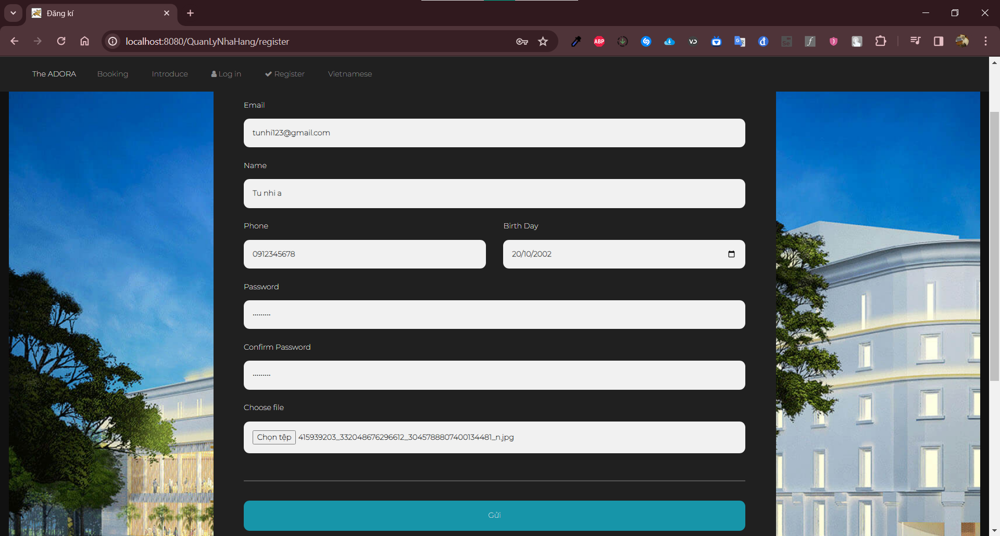 Đăng kí
localhost:8080/QuanLyNhaHang/register
ABP
VD
G
đ
Se
f
The ADORA Booking Introduce Log in Register Vietnamese
Email
tunhi123@gmail.com
Name
Tu nhi a
Phone Birth Day
0912345678 20/10/2002
Password
•••••••••
Confirm Password
•••••••••
Choose file
Chọn tệp 415939203_332048676296612_3045788807400134481_n.jpg
Gửi